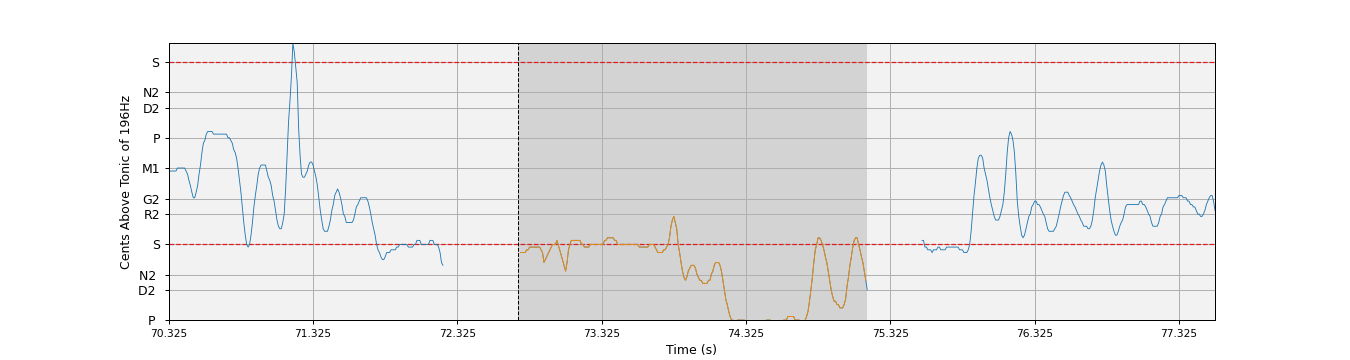 Cents Above Tonic of 196Hz
S
N2
D2
P
M1
G2
R2
S
N2
D2
P
70.325 71.325 72.325 73.325 74.325 75.325 76.325 77.325
Time (s)